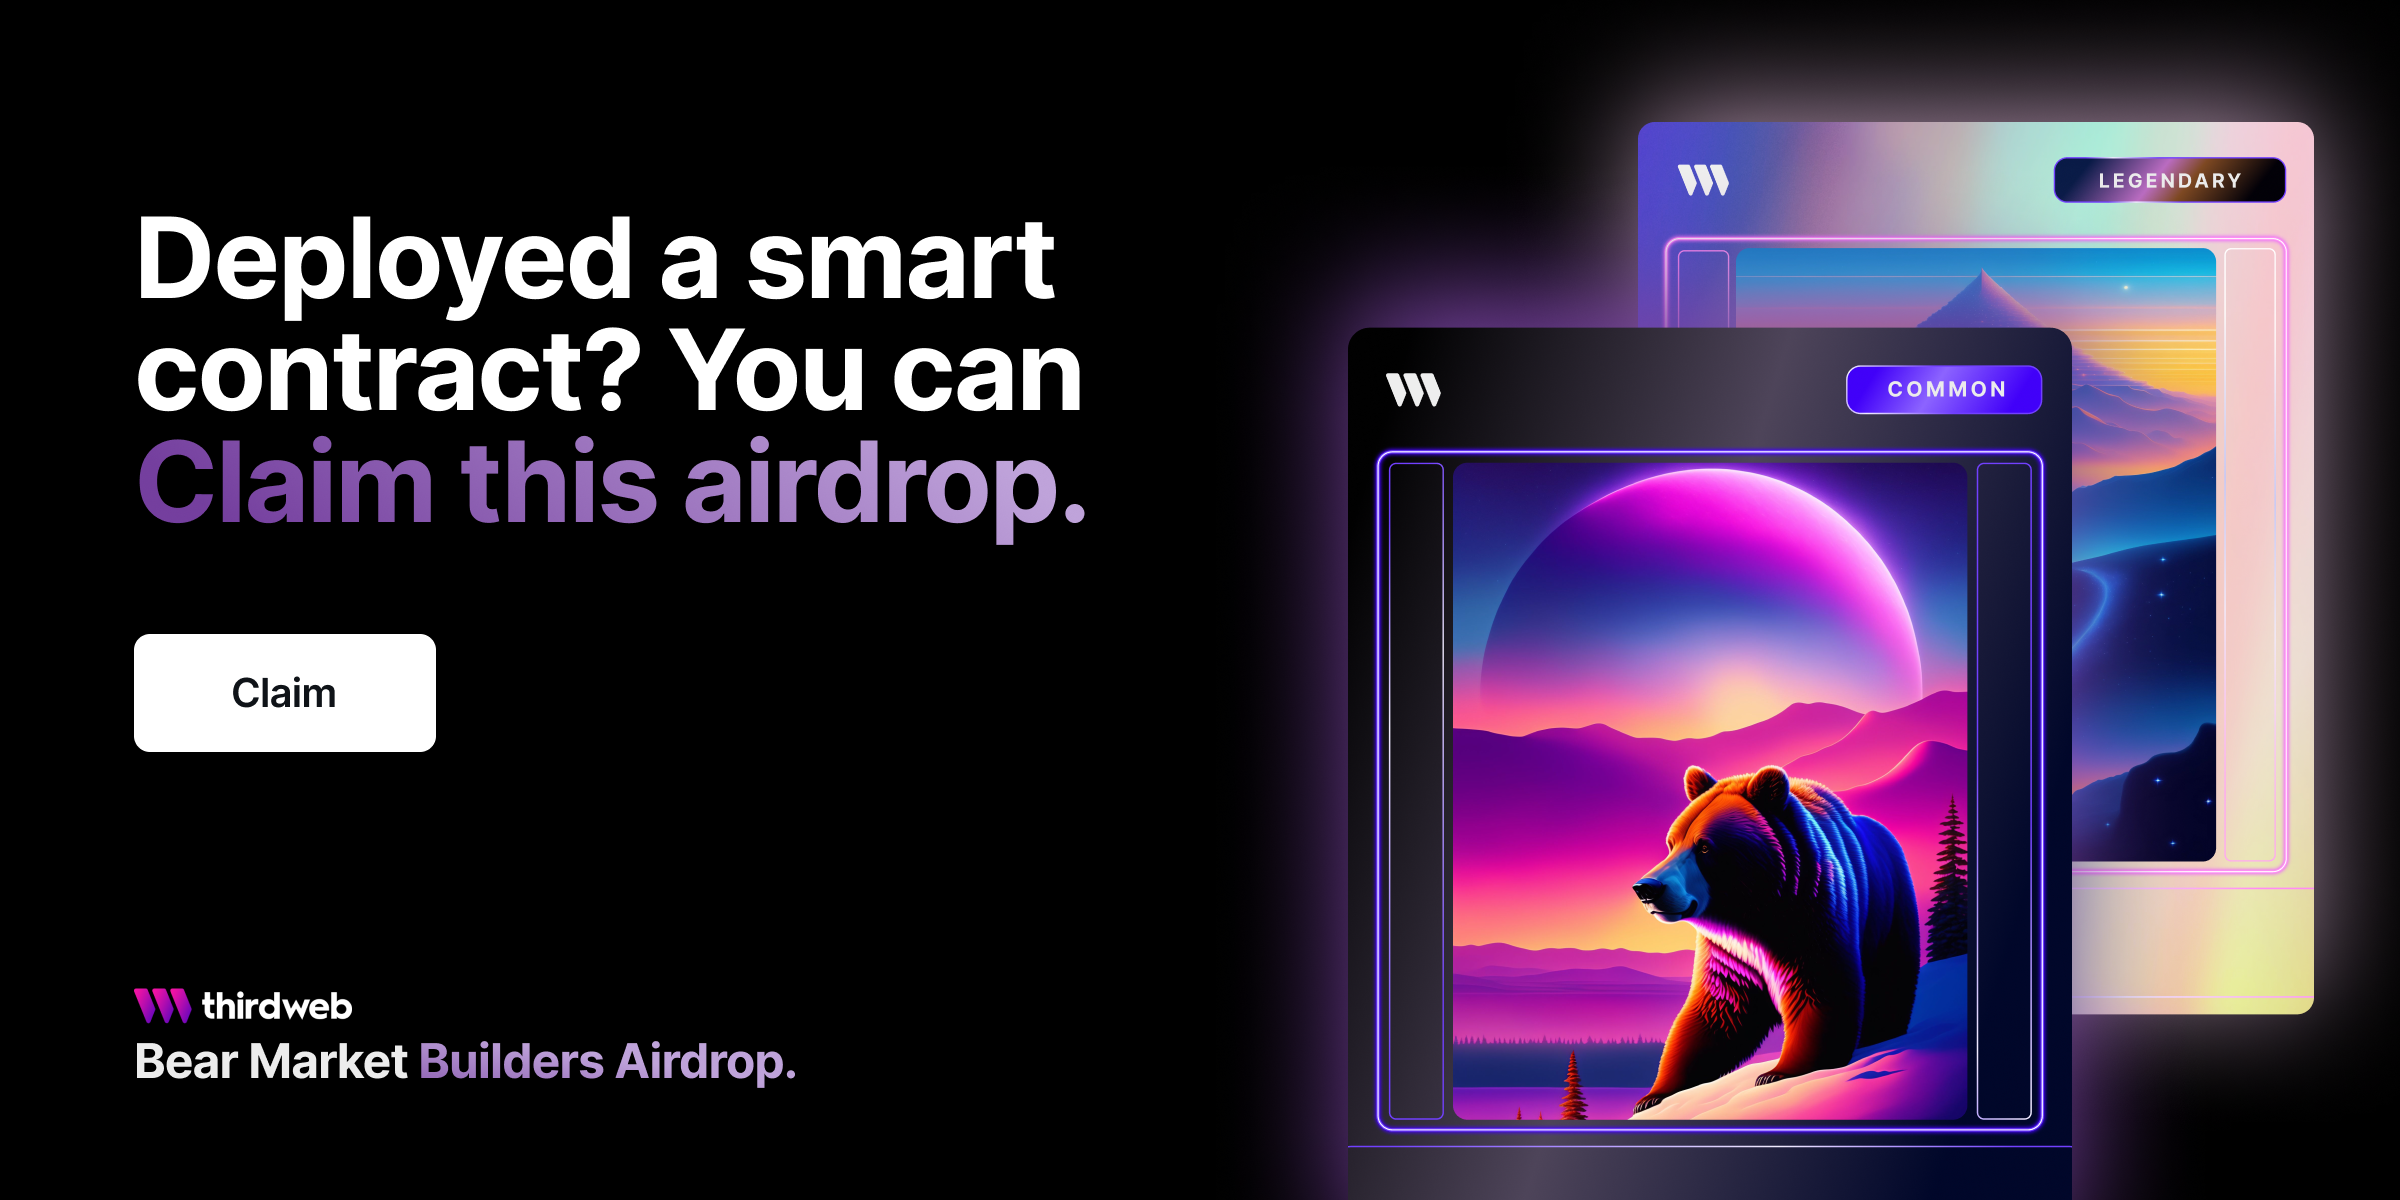 Deployed a smart
contract? You can
Claim this airdrop.
Claim
thirdweb
Bear Market Builders Airdrop.
LEGENDARY
COMMON